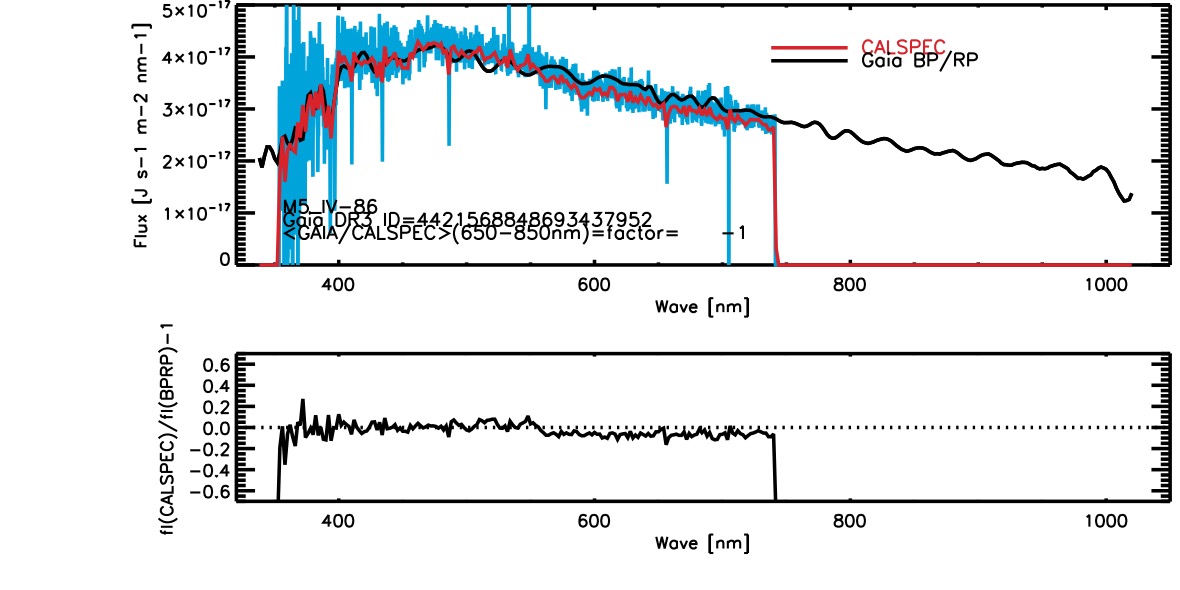 5×10−17
4×10−17
3×10−17
2×10−17
1×10−17
0
Flux [J s−1 m−2 nm−1]
CALSPEC
Gaia BP/RP
M5_IV−86
Gaia DR3 ID=4421568848693437952
<GAIA/CALSPEC>(650−850nm)=factor= −1
400 600 800 1000
Wave [nm]
fl(CALSPEC)/fl(BPRP)−1
0.6
0.4
0.2
0.0
−0.2
−0.4
−0.6
400 600 800 1000
Wave [nm]